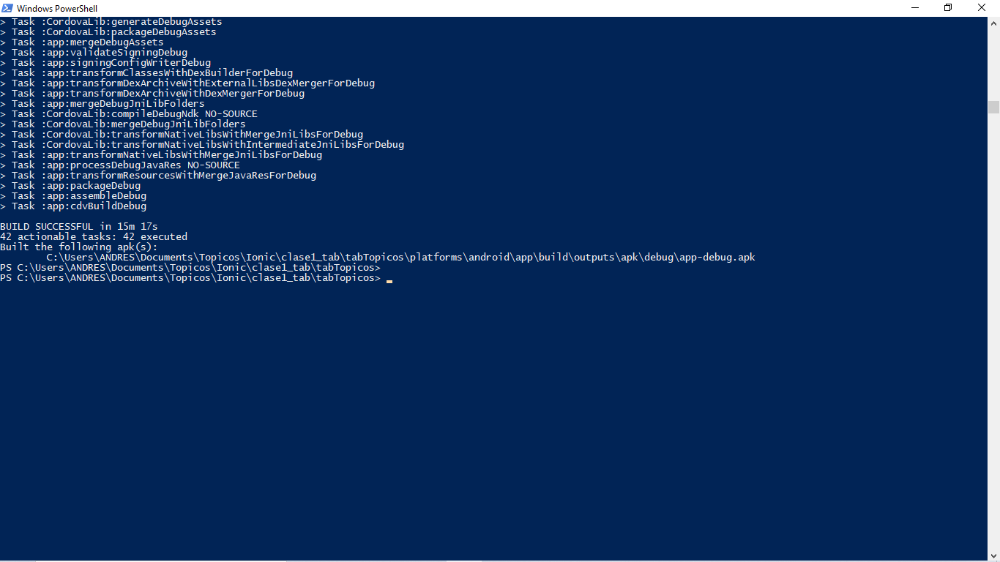 Windows PowerShell
> Task :CordovaLib:generateDebugAssets
> Task :CordovaLib:packageDebugAssets
> Task :app:mergeDebugAssets
> Task :app:validateSigningDebug
> Task :app:signingConfigWriterDebug
> Task :app:transformClassesWithDexBuilderForDebug
> Task :app:transformDexArchiveWithExternalLibsDexMergerForDebug
> Task :app:transformDexArchiveWithDexMergerForDebug
> Task :app:mergeDebugJniLibFolders
> Task :CordovaLib:compileDebugNdk NO-SOURCE
> Task :CordovaLib:mergeDebugJniLibFolders
> Task :CordovaLib:transformNativeLibsWithMergeJniLibsForDebug
> Task :CordovaLib:transformNativeLibsWithIntermediateJniLibsForDebug
> Task :app:transformNativeLibsWithMergeJniLibsForDebug
> Task :app:processDebugJavaRes NO-SOURCE
> Task :app:transformResourcesWithMergeJavaResForDebug
> Task :app:packageDebug
> Task :app:assembleDebug
> Task :app:cdvBuildDebug
BUILD SUCCESSFUL in 15m 17s
42 actionable tasks: 42 executed
Built the following apk(s):
C:\Users\ANDRES\Documents\Topicos\Ionic\clase1_tab\tabTopicos\platforms\android\app\build\outputs\apk\debug\app-debug.apk
PS C:\Users\ANDRES\Documents\Topicos\Ionic\clase1_tab\tabTopicos>
PS C:\Users\ANDRES\Documents\Topicos\Ionic\clase1_tab\tabTopicos>